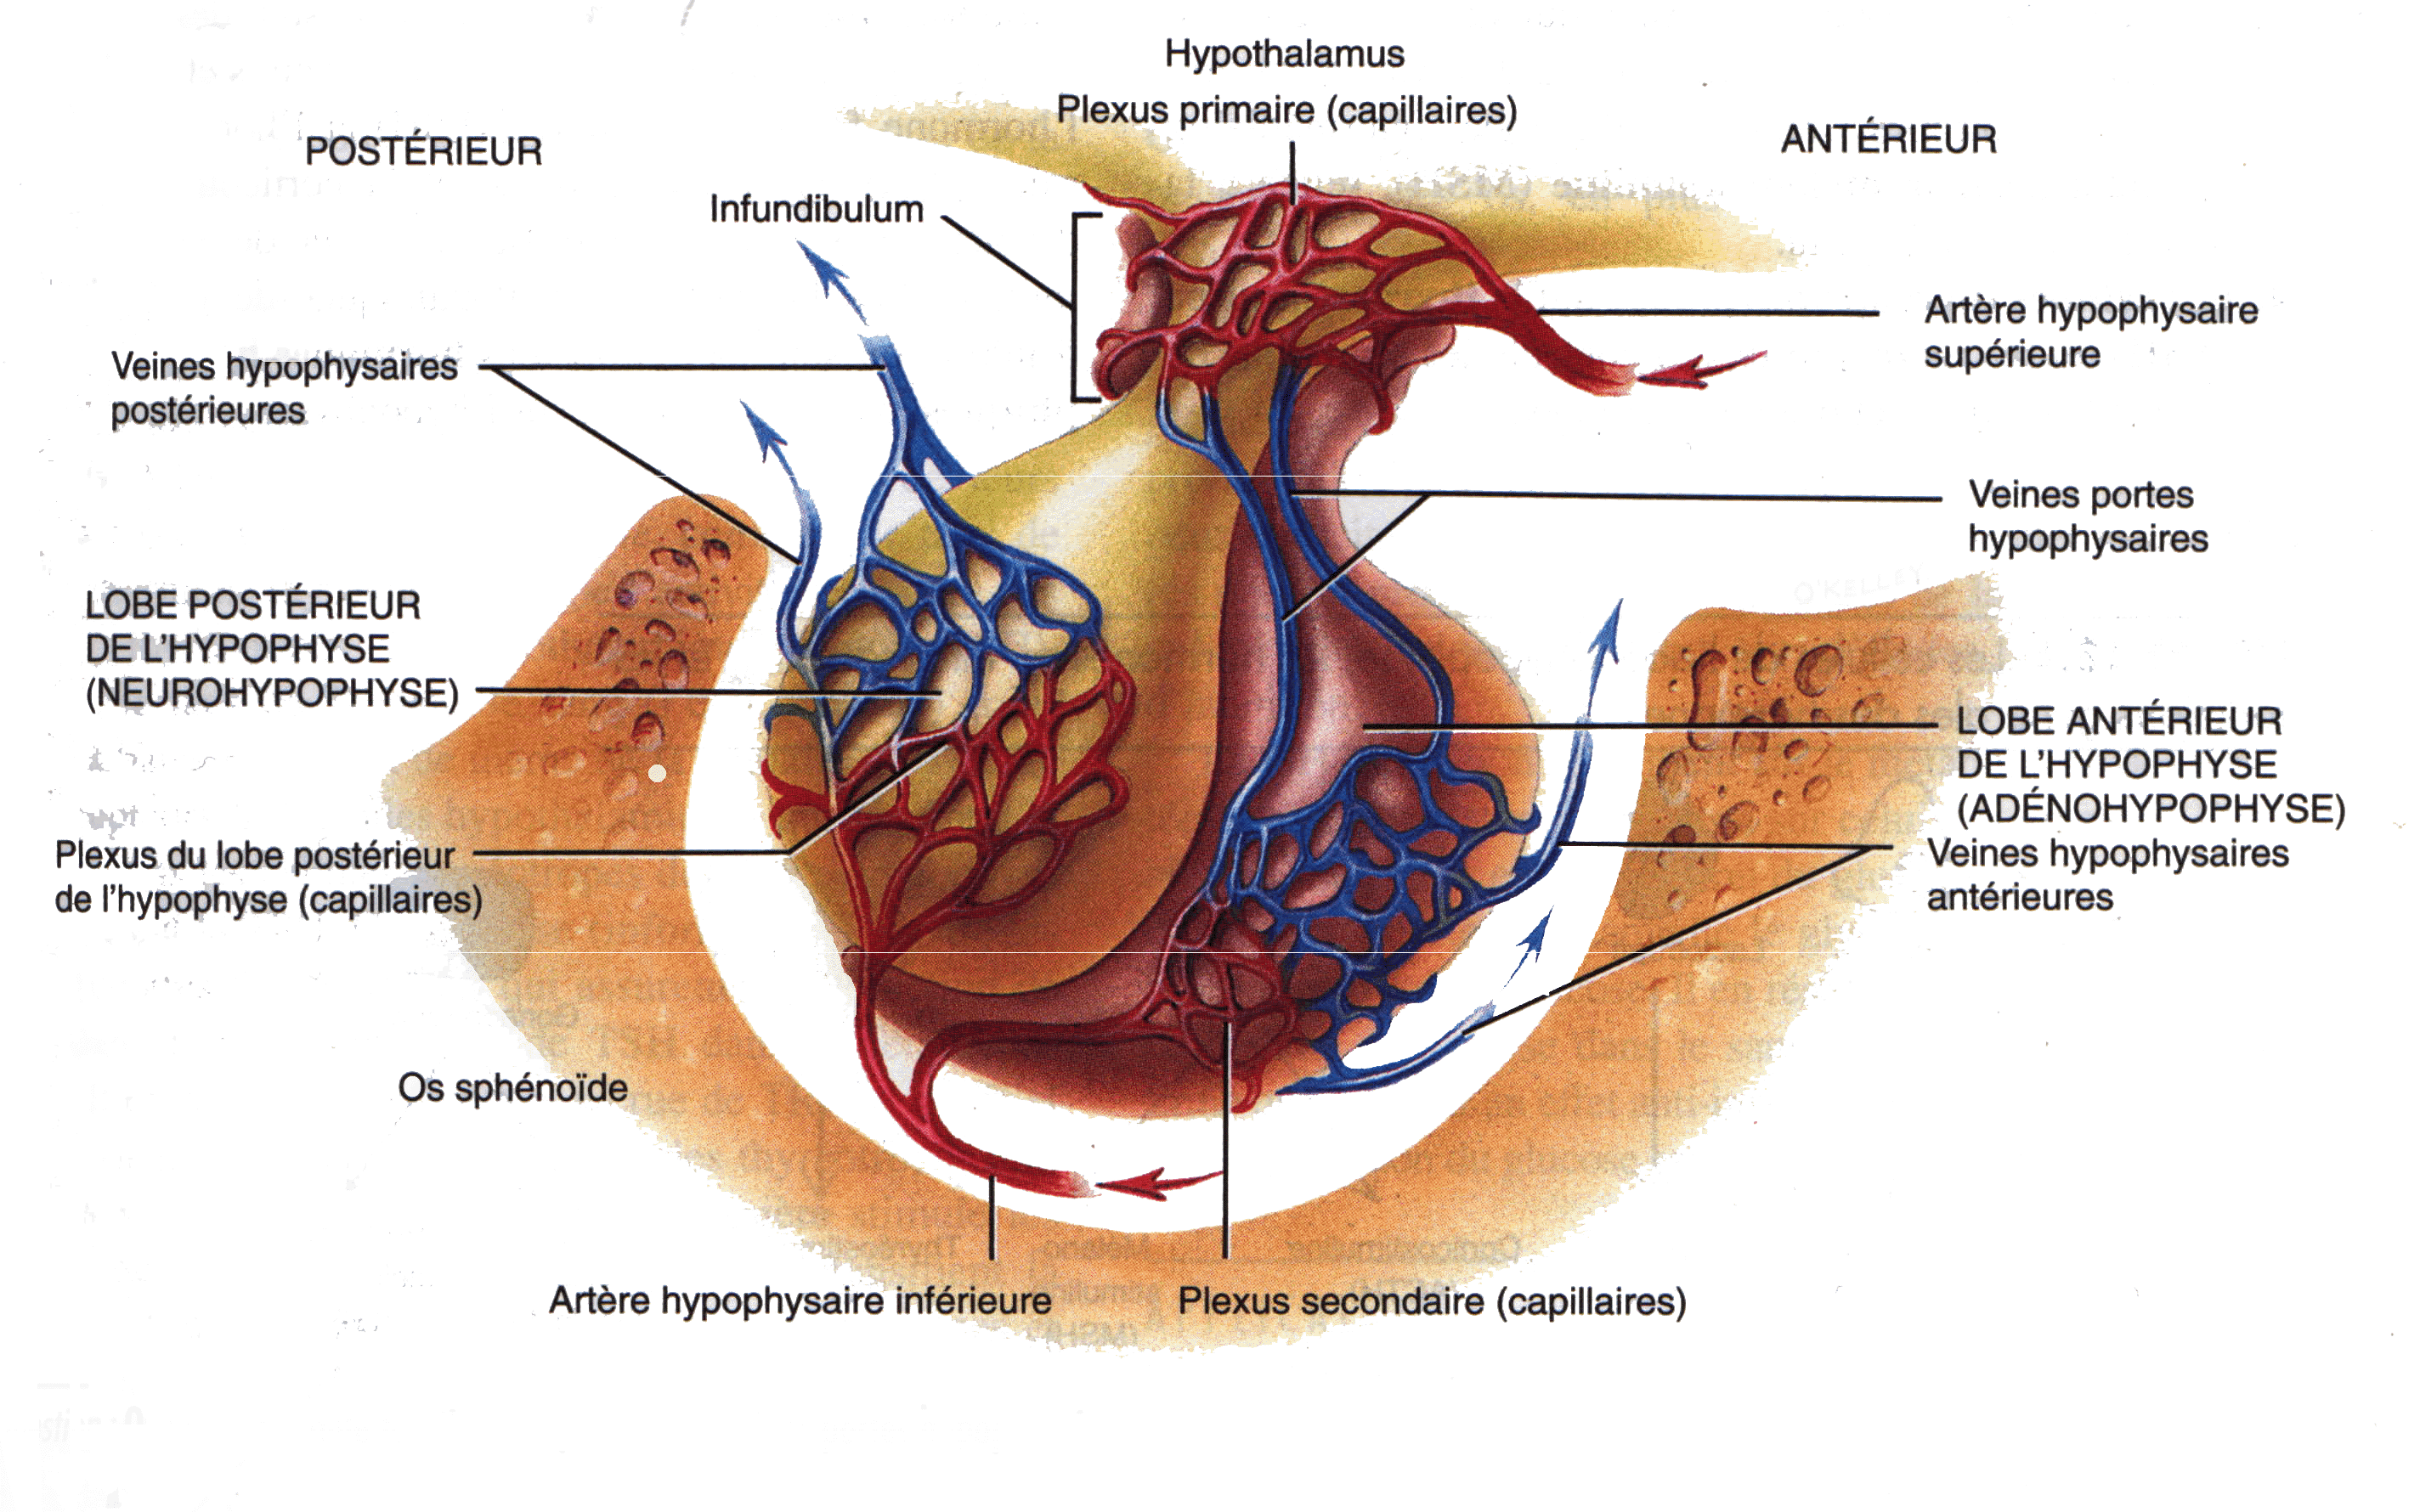 Hypothalamus
Plexus primaire (capillaires)
POSTÉRIEUR
ANTÉRIEUR
Infundibulum
Artère hypophysaire
supérieure
Veines hypophysaires
postérieures
Veines portes
hypophysaires
LOBE POSTÉRIEUR
DE L'HYPOPHYSE
(NEUROHYPOPHYSE)
O'KELLEY
LOBE ANTÉRIEUR
DE L'HYPOPHYSE
(ADÉNOHYPOPHYSE)
Plexus du lobe postérieur
de l'hypophyse (capillaires)
Veines hypophysaires
antérieures
Os sphénoïde
Artère hypophysaire inférieure
Plexus secondaire (capillaires)